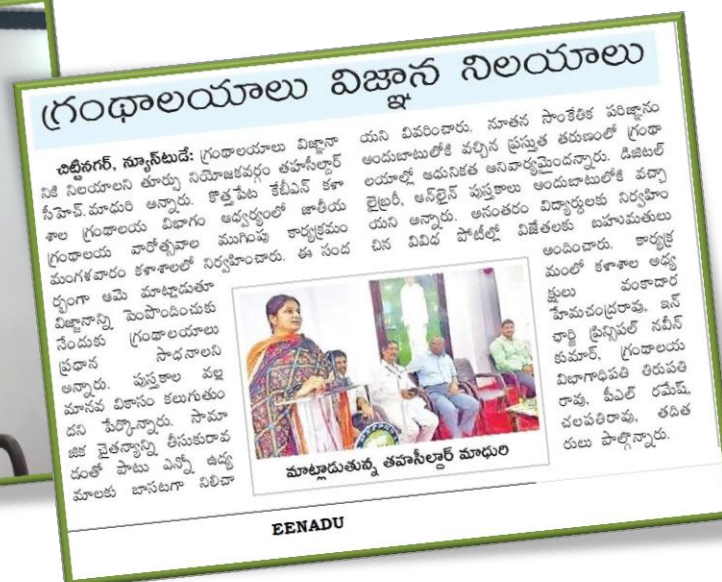 గ్రంథాలయాలు విజ్ఞాన నిలయాలు
చిట్టినగర్, న్యూస్‌టుడే: గ్రంథాలయాలు విజ్ఞానా
నికి నిలయాలని తూర్పు నియోజకవర్గం తహసీల్దార్
సీహెచ్.మాధురి అన్నారు. కొత్తపేట కేబీఎన్ కళా
శాల గ్రంథాలయ విభాగం ఆధ్వర్యంలో జాతీయ
గ్రంథాలయ వారోత్సవాల ముగింపు కార్యక్రమం
మంగళవారం కళాశాలలో నిర్వహించారు. ఈ సంద
ర్భంగా ఆమె మాట్లాడుతూ
విజ్ఞానాన్ని పెంపొందించుకు
నేందుకు గ్రంథాలయాలు
ప్రధాన సాధనాలని
అన్నారు. పుస్తకాల వల్ల
మానవ వికాసం కలుగుతుం
దని పేర్కొన్నారు. సామా
జిక చైతన్యాన్ని తీసుకురావ
డంతో పాటు ఎన్నో ఉద్య
మాలకు బాసటగా నిలిచా
యని వివరించారు. నూతన సాంకేతిక పరిజ్ఞానం
అందుబాటులోకి వచ్చిన ప్రస్తుత తరుణంలో గ్రంథా
లయాల్లో ఆధునికత అనివార్యమైందన్నారు. డిజిటల్
లైబ్రరీ, ఆన్‌లైన్ పుస్తకాలు అందుబాటులోకి వచ్చా
యని అన్నారు. అనంతరం విద్యార్థులకు నిర్వహిం
చిన వివిధ పోటీల్లో విజేతలకు బహుమతులు
అందించారు. కార్యక్ర
మంలో కళాశాల అధ్య
క్షులు వంకాదార
హేమచంద్రరావు, ఇన్
ఛార్జి ప్రిన్సిపల్ నవీన్
కుమార్, గ్రంథాలయ
విభాగాధిపతి తిరుపతి
రావు, పీఎల్ రమేష్,
చలపతిరావు, తదిత
రులు పాల్గొన్నారు.
మాట్లాడుతున్న తహసీల్దార్ మాధురి
EENADU